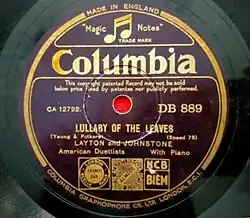 MADE IN ENGLAND
"Magic Notes"
TRADE MARK
Columbia
This copyright patented Record may not be sold
below price fixed by patentees nor publicly performed.
CA 12792.
DB 889
LULLABY OF THE LEAVES
(Young & Petkere)
(Speed 78)
LAYTON and JOHNSTONE
American Duettists With Piano
NCB
BIEM
COLUMBIA GRAPHOPHONE CO. LTD. LONDON. E.C.1.